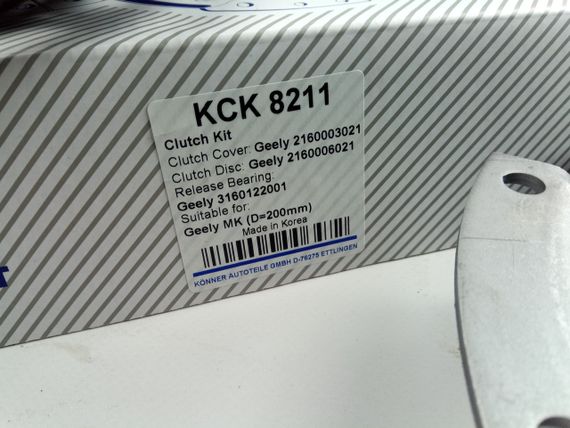 KCK 8211
Clutch Kit
Clutch Cover: Geely 2160003021
Clutch Disc: Geely 2160006021
Release Bearing:
Geely 3160122001
Suitable for:
Geely MK (D=200mm)
Made in Korea
KÖNNER AUTOTEILE GMBH D-76275 ETTLINGEN